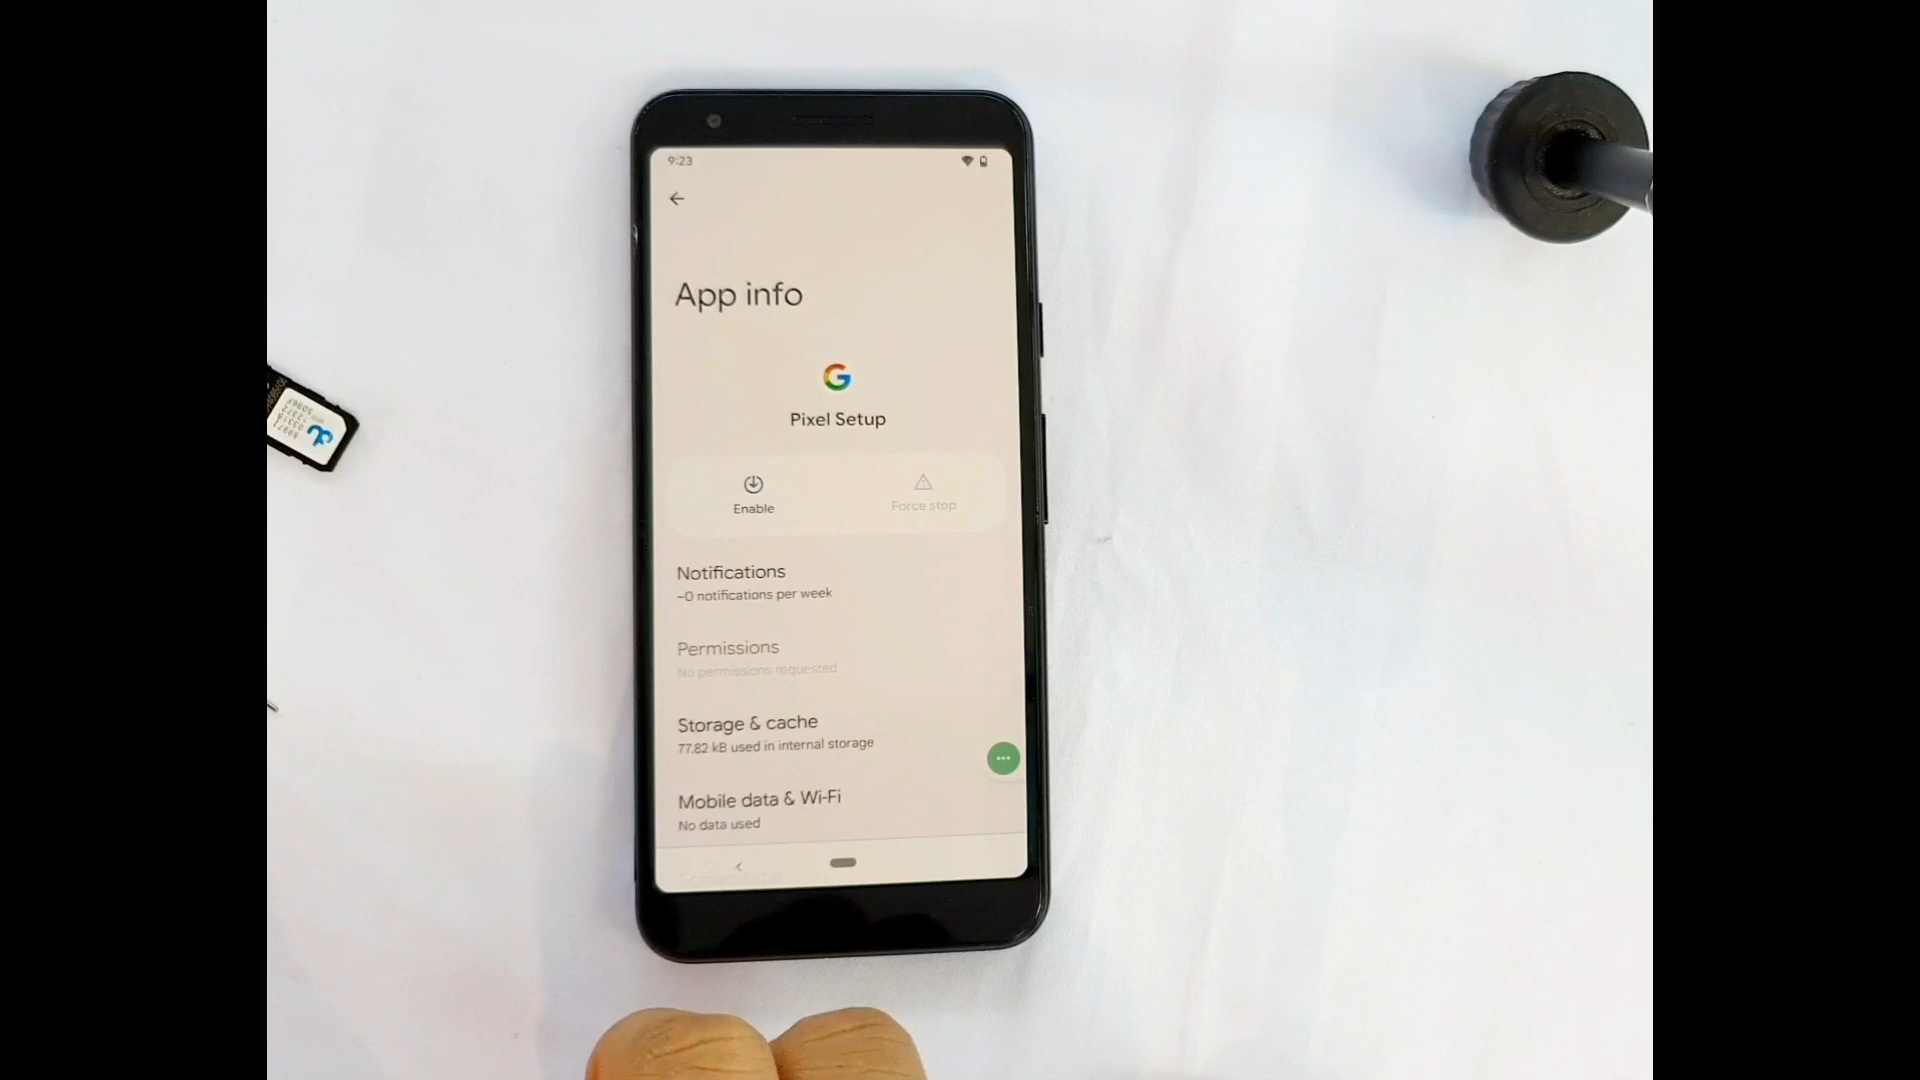 9:23
App info
Pixel Setup
Enable
Force stop
Notifications
~0 notifications per week
Permissions
No permissions requested
Storage & cache
77.82 kB used in internal storage
Mobile data & Wi-Fi
No data used